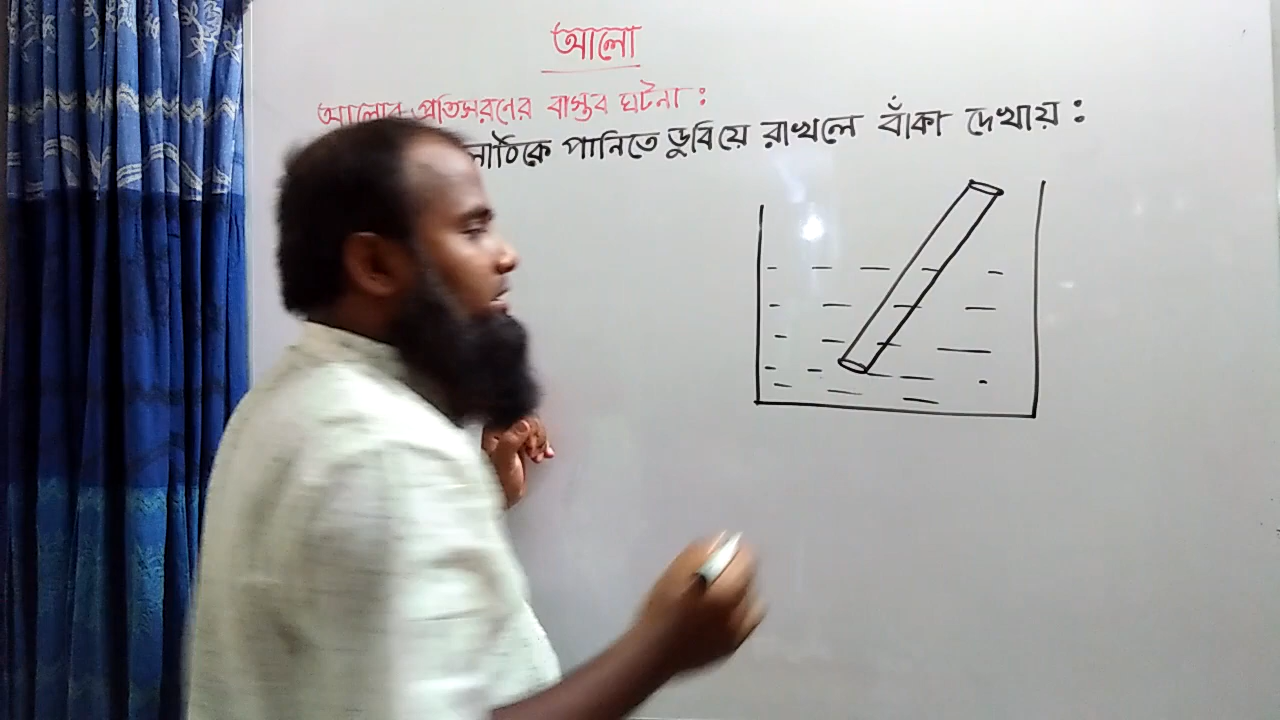 আলো
আলোর প্রতিসরণের বাস্তব ঘটনা :
লাঠিকে পানিতে ডুবিয়ে রাখলে বাঁকা দেখায় :